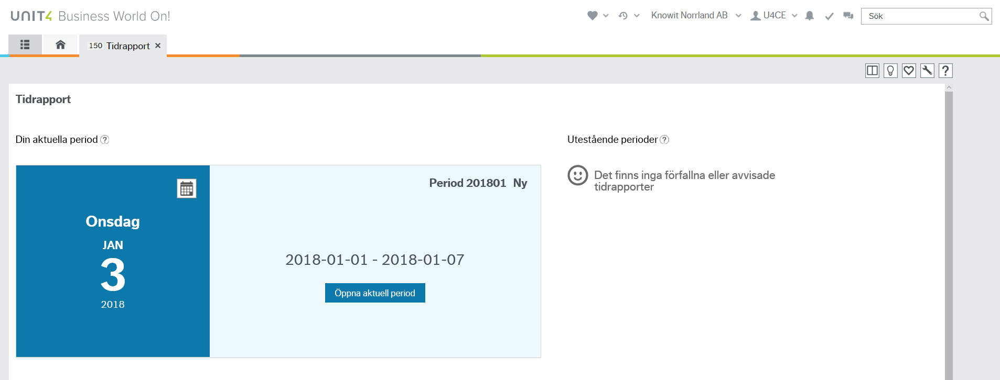 UNIT4 Business World On!
Knowit Norrland AB
U4CE
Sök
150 Tidrapport
Tidrapport
Din aktuella period ?
Utestående perioder ?
Period 201801 Ny
Det finns inga förfallna eller avvisade
tidrapporter
Onsdag
JAN
3
2018
2018-01-01 - 2018-01-07
Öppna aktuell period